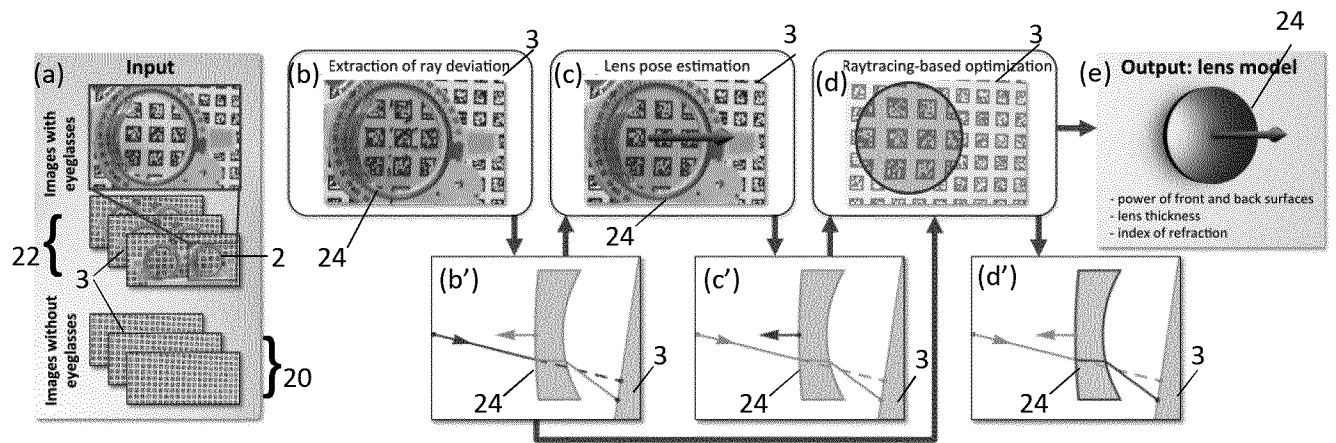 (a)
Input
Images with
eyeglasses
22
3
2
Images without
eyeglasses
20
(b)
Extraction of ray deviation
3
24
(c)
Lens pose estimation
3
24
(d)
Raytracing-based optimization
3
(e)
Output: lens model
24
- power of front and back surfaces
- lens thickness
- index of refraction
(b')
24
3
(c')
24
3
(d')
24
3